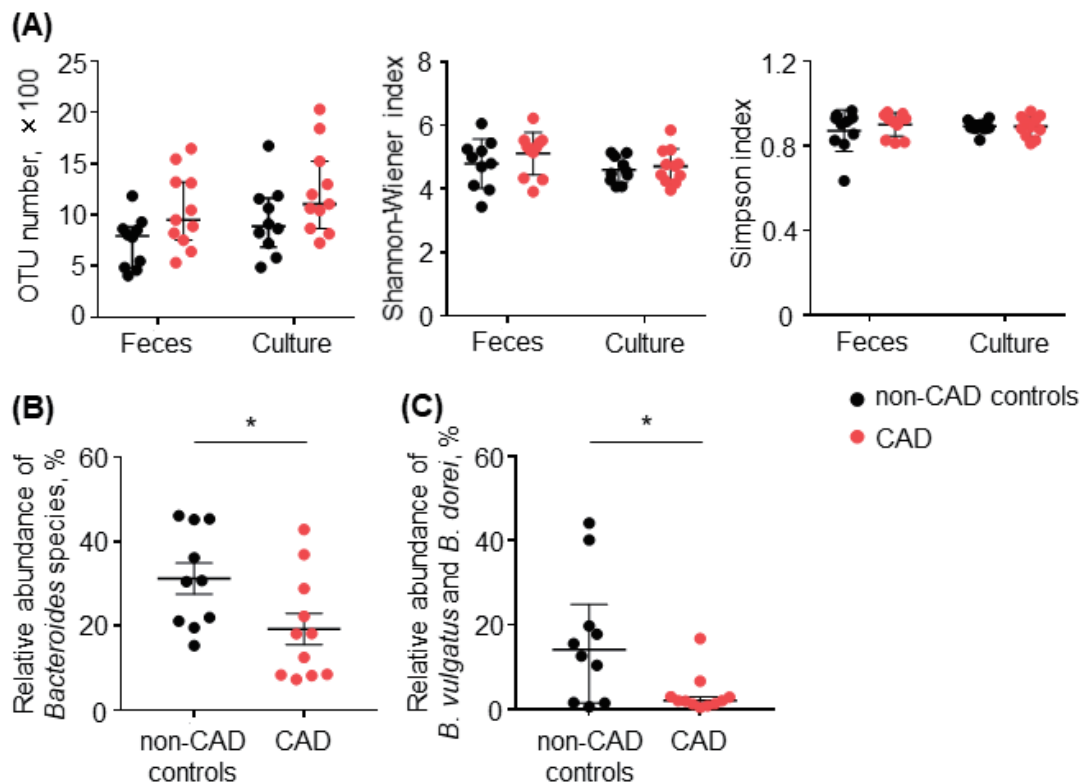 (A)
OTU number, × 100
25
20
15
10
5
0
Feces
Culture
Shannon-Wiener index
8
6
4
2
0
Feces
Culture
Simpson index
1.2
0.8
0.4
0
Feces
Culture
non-CAD controls
CAD
(B)
Relative abundance of
Bacteroides species, %
60
40
20
0
*
non-CAD
controls
CAD
(C)
Relative abundance of
B. vulgatus and B. dorei, %
60
40
20
0
*
non-CAD
controls
CAD